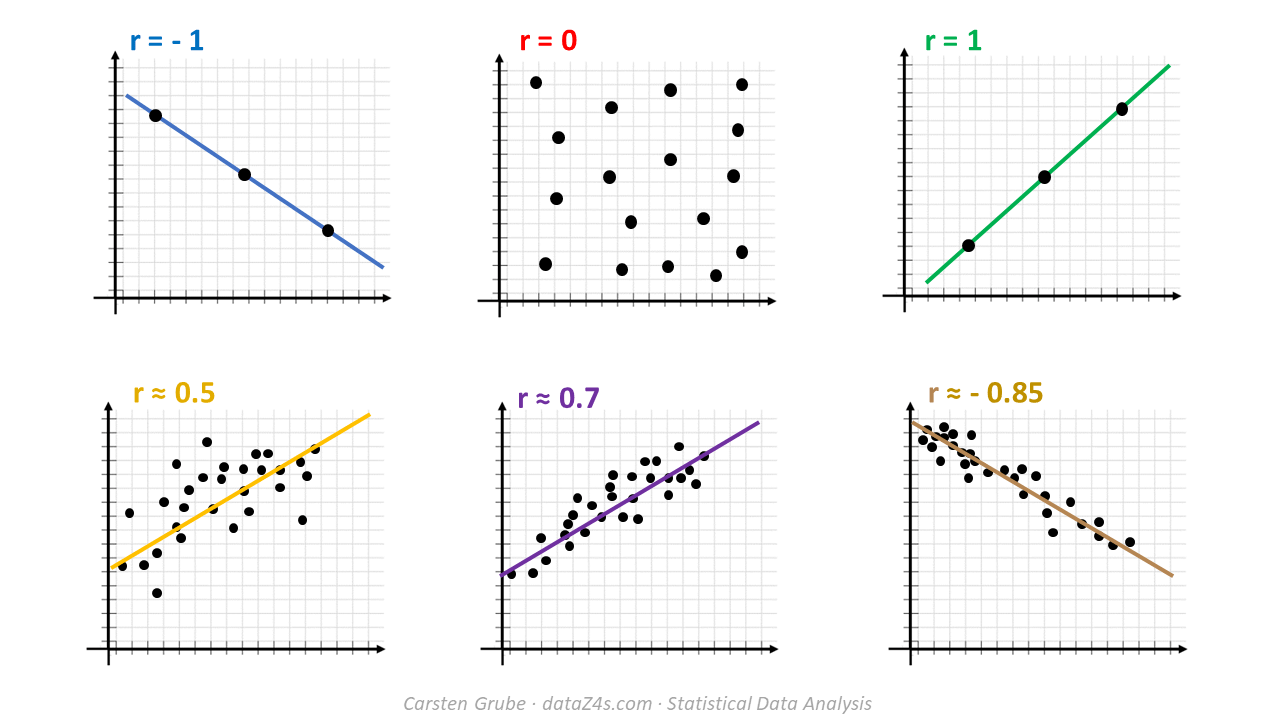 r = - 1
r = 0
r = 1
r ≈ 0.5
r ≈ 0.7
r ≈ - 0.85
Carsten Grube · dataZ4s.com · Statistical Data Analysis